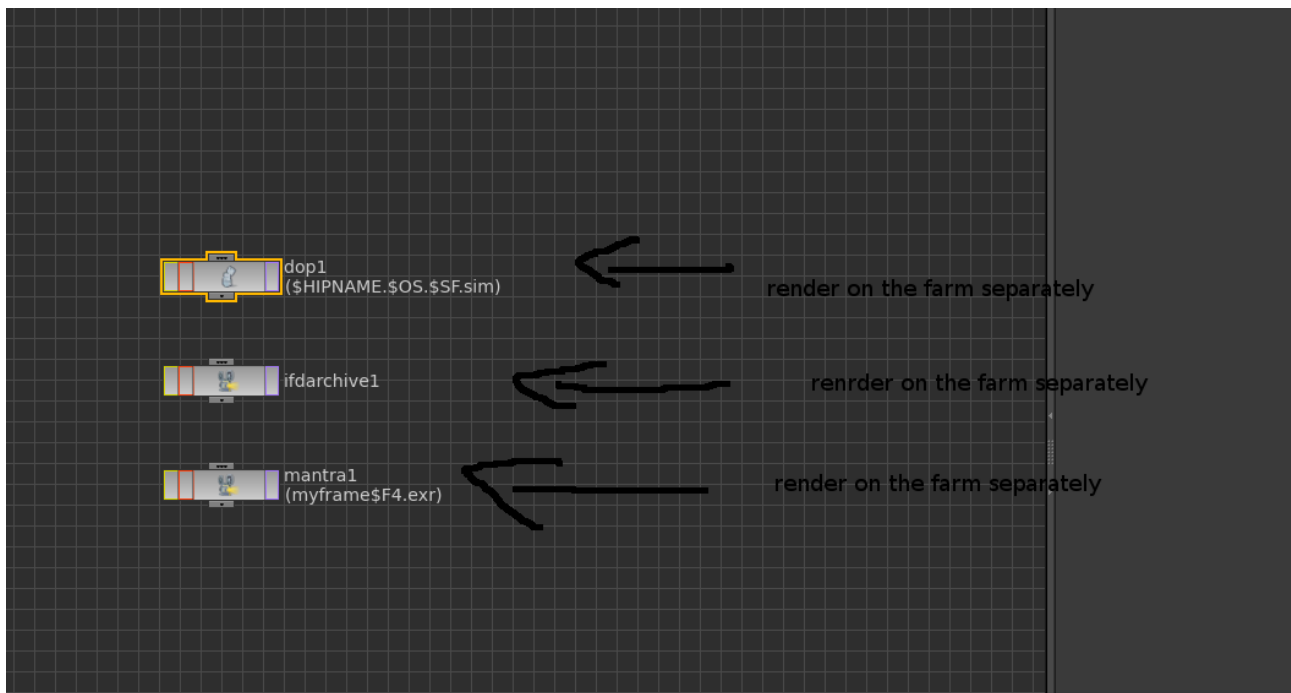 dop1
($HIPNAME.$OS.$SF.sim)
render on the farm separately
ifdarchive1
renrder on the farm separately
mantra1
(myframe$F4.exr)
render on the farm separately